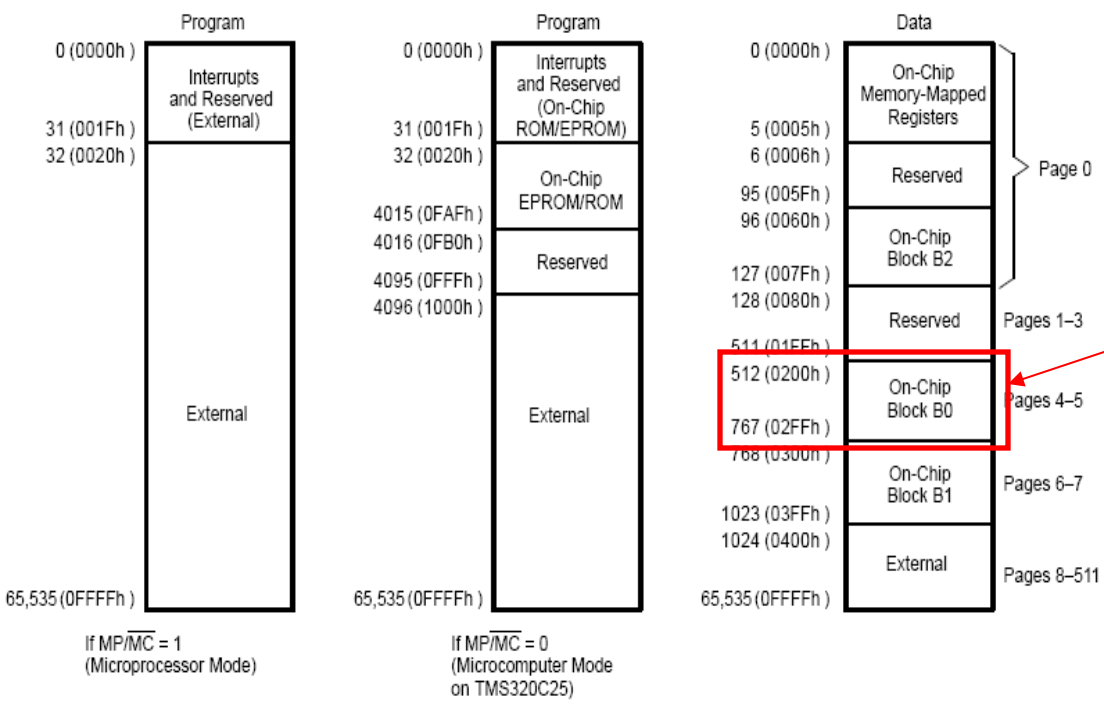 Program
0 (0000h )
Interrupts
and Reserved
(External)
31 (001Fh )
32 (0020h )
External
65,535 (0FFFFh )
If MP/M̅C̅ = 1
(Microprocessor Mode)
Program
0 (0000h )
Interrupts
and Reserved
(On-Chip
ROM/EPROM)
31 (001Fh )
32 (0020h )
On-Chip
EPROM/ROM
4015 (0FAFh )
4016 (0FB0h )
Reserved
4095 (0FFFh )
4096 (1000h )
External
65,535 (0FFFFh )
If MP/M̅C̅ = 0
(Microcomputer Mode
on TMS320C25)
Data
0 (0000h )
On-Chip
Memory-Mapped
Registers
5 (0005h )
6 (0006h )
Reserved
Page 0
95 (005Fh )
96 (0060h )
On-Chip
Block B2
127 (007Fh )
128 (0080h )
Reserved
Pages 1–3
511 (01FFh )
512 (0200h )
On-Chip
Block B0
Pages 4–5
767 (02FFh )
768 (0300h )
On-Chip
Block B1
Pages 6–7
1023 (03FFh )
1024 (0400h )
External
Pages 8–511
65,535 (0FFFFh )